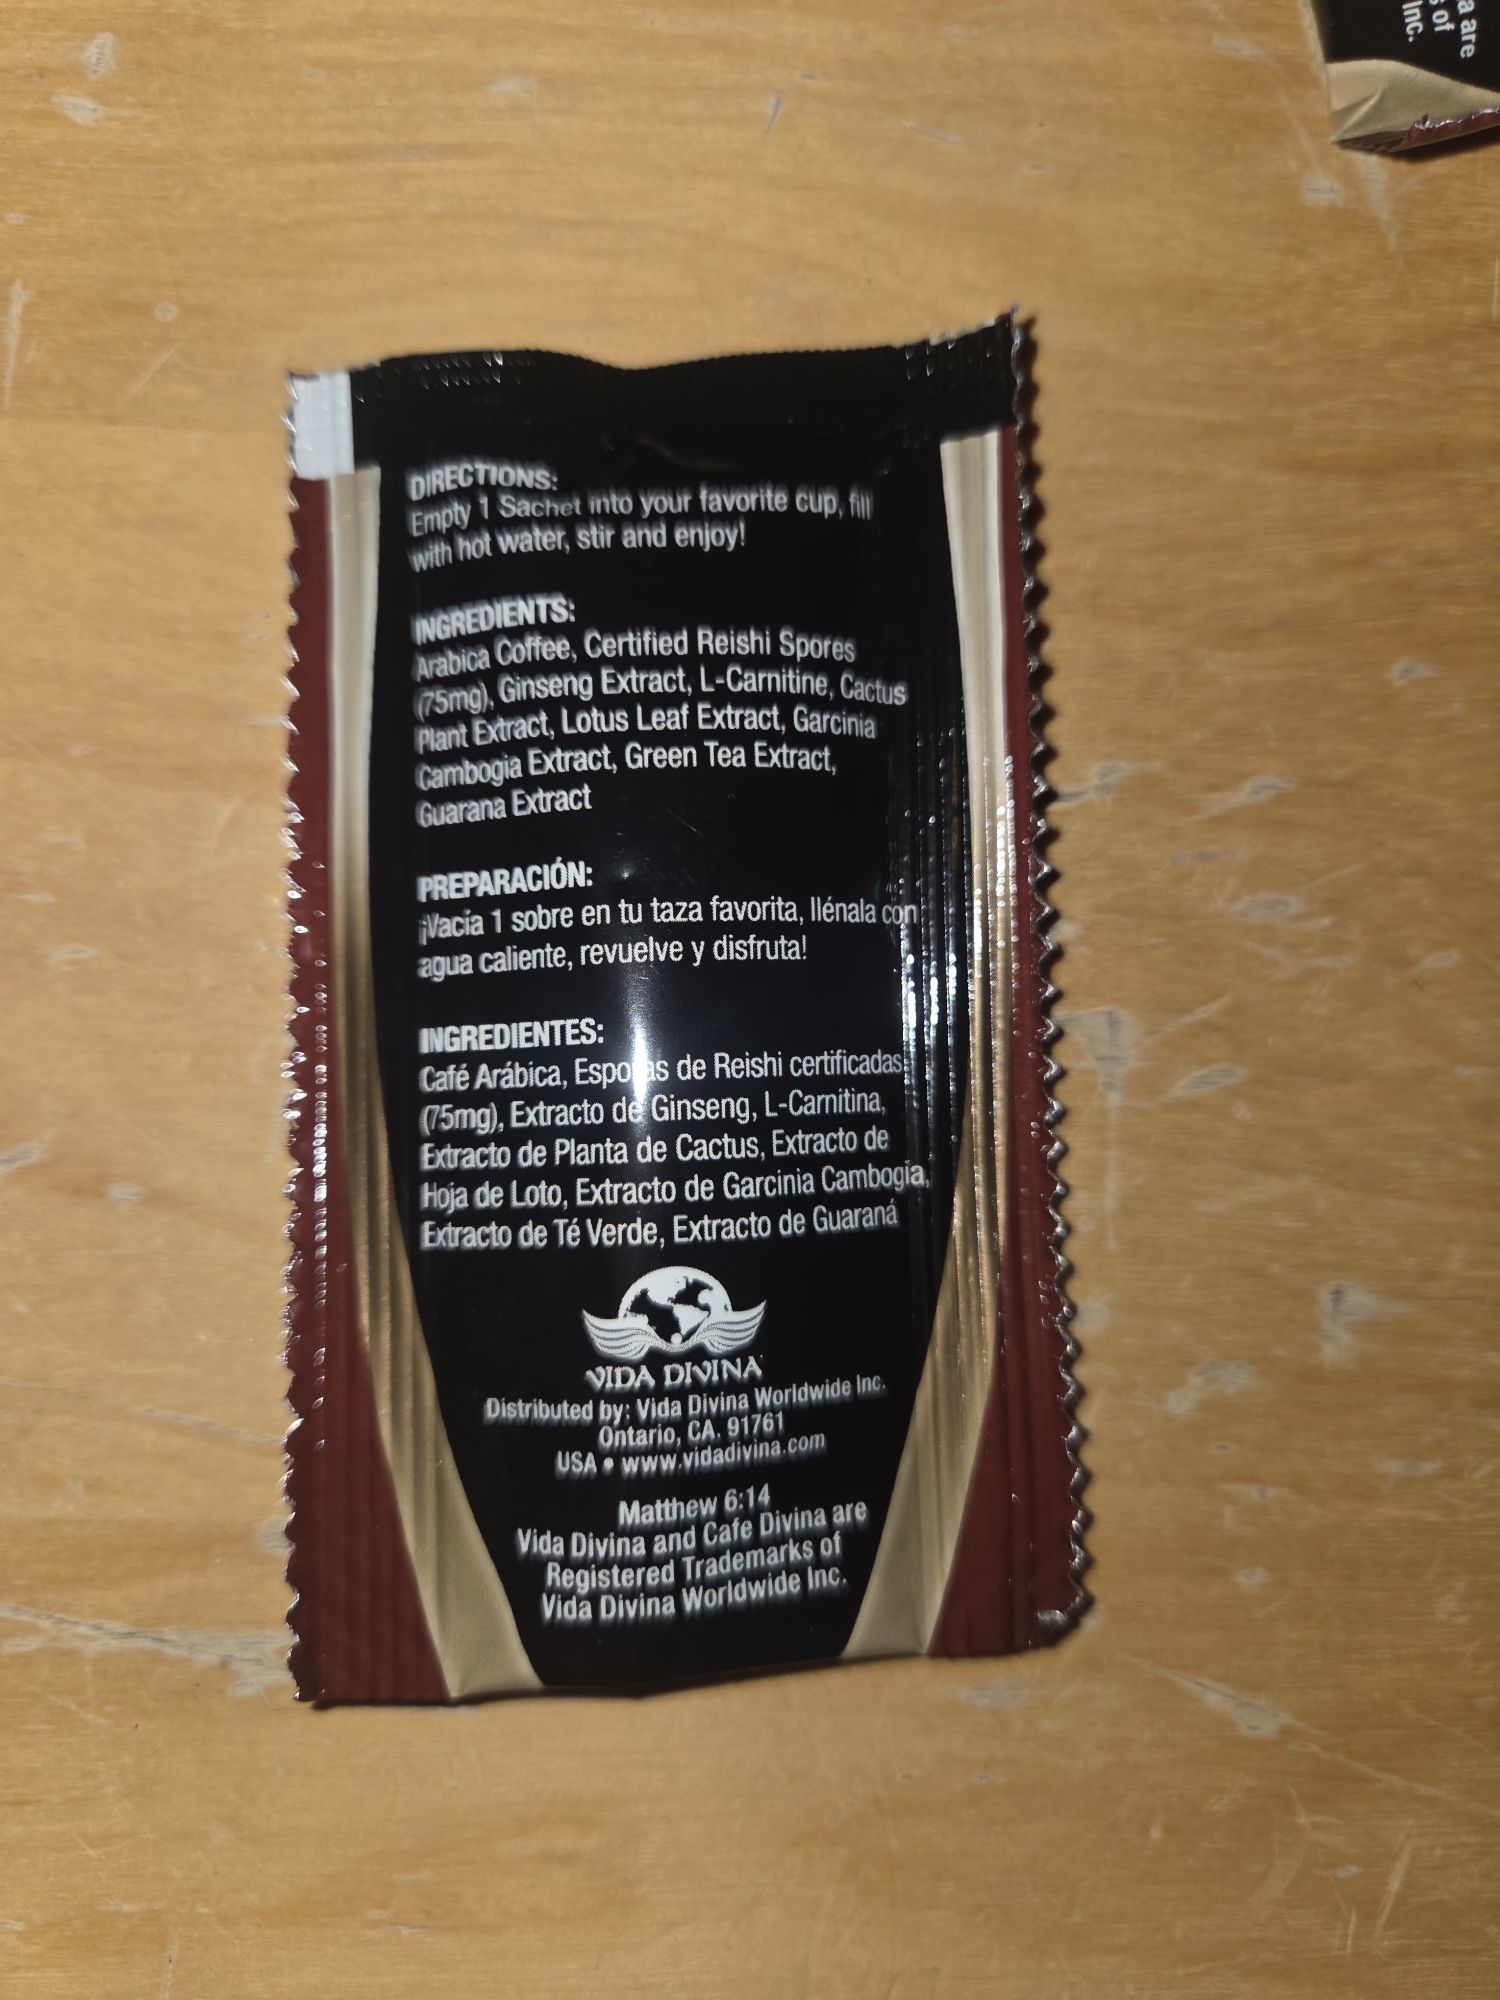 a are
s of
Inc.
DIRECTIONS:
Empty 1 Sachet into your favorite cup, fill
with hot water, stir and enjoy!
INGREDIENTS:
Arabica Coffee, Certified Reishi Spores
(75mg), Ginseng Extract, L-Carnitine, Cactus
Plant Extract, Lotus Leaf Extract, Garcinia
Cambogia Extract, Green Tea Extract,
Guarana Extract
PREPARACIÓN:
¡Vacía 1 sobre en tu taza favorita, llénala con
agua caliente, revuelve y disfruta!
INGREDIENTES:
Café Arábica, Esporas de Reishi certificadas
(75mg), Extracto de Ginseng, L-Carnitina,
Extracto de Planta de Cactus, Extracto de
Hoja de Loto, Extracto de Garcinia Cambogia,
Extracto de Té Verde, Extracto de Guaraná
VIDA DIVINA
Distributed by: Vida Divina Worldwide Inc.
Ontario, CA. 91761
USA • www.vidadivina.com
Matthew 6:14
Vida Divina and Cafe Divina are
Registered Trademarks of
Vida Divina Worldwide Inc.